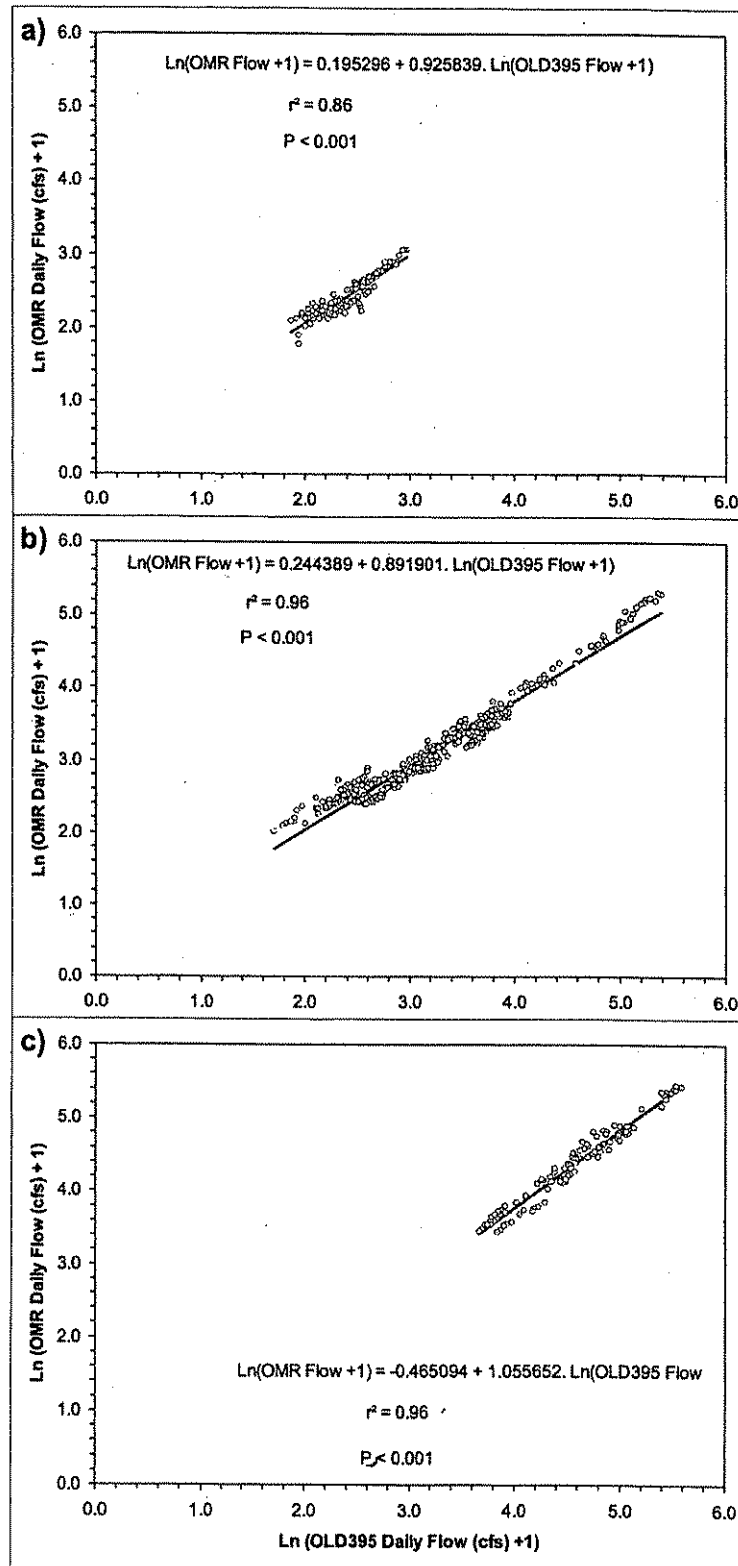 a)
Ln(OMR Flow +1) = 0.195296 + 0.925839. Ln(OLD395 Flow +1)
r² = 0.86
P < 0.001
Ln (OMR Daily Flow (cfs) + 1)
6.0
5.0
4.0
3.0
2.0
1.0
0.0
0.0 1.0 2.0 3.0 4.0 5.0 6.0
b)
Ln(OMR Flow +1) = 0.244389 + 0.891901. Ln(OLD395 Flow +1)
r² = 0.96
P < 0.001
Ln (OMR Daily Flow (cfs) + 1)
6.0
5.0
4.0
3.0
2.0
1.0
0.0
0.0 1.0 2.0 3.0 4.0 5.0 6.0
c)
Ln (OMR Daily Flow (cfs) + 1)
6.0
5.0
4.0
3.0
2.0
1.0
0.0
Ln(OMR Flow +1) = -0.465094 + 1.055652. Ln(OLD395 Flow
r² = 0.96
P < 0.001
0.0 1.0 2.0 3.0 4.0 5.0 6.0
Ln (OLD395 Daily Flow (cfs) +1)